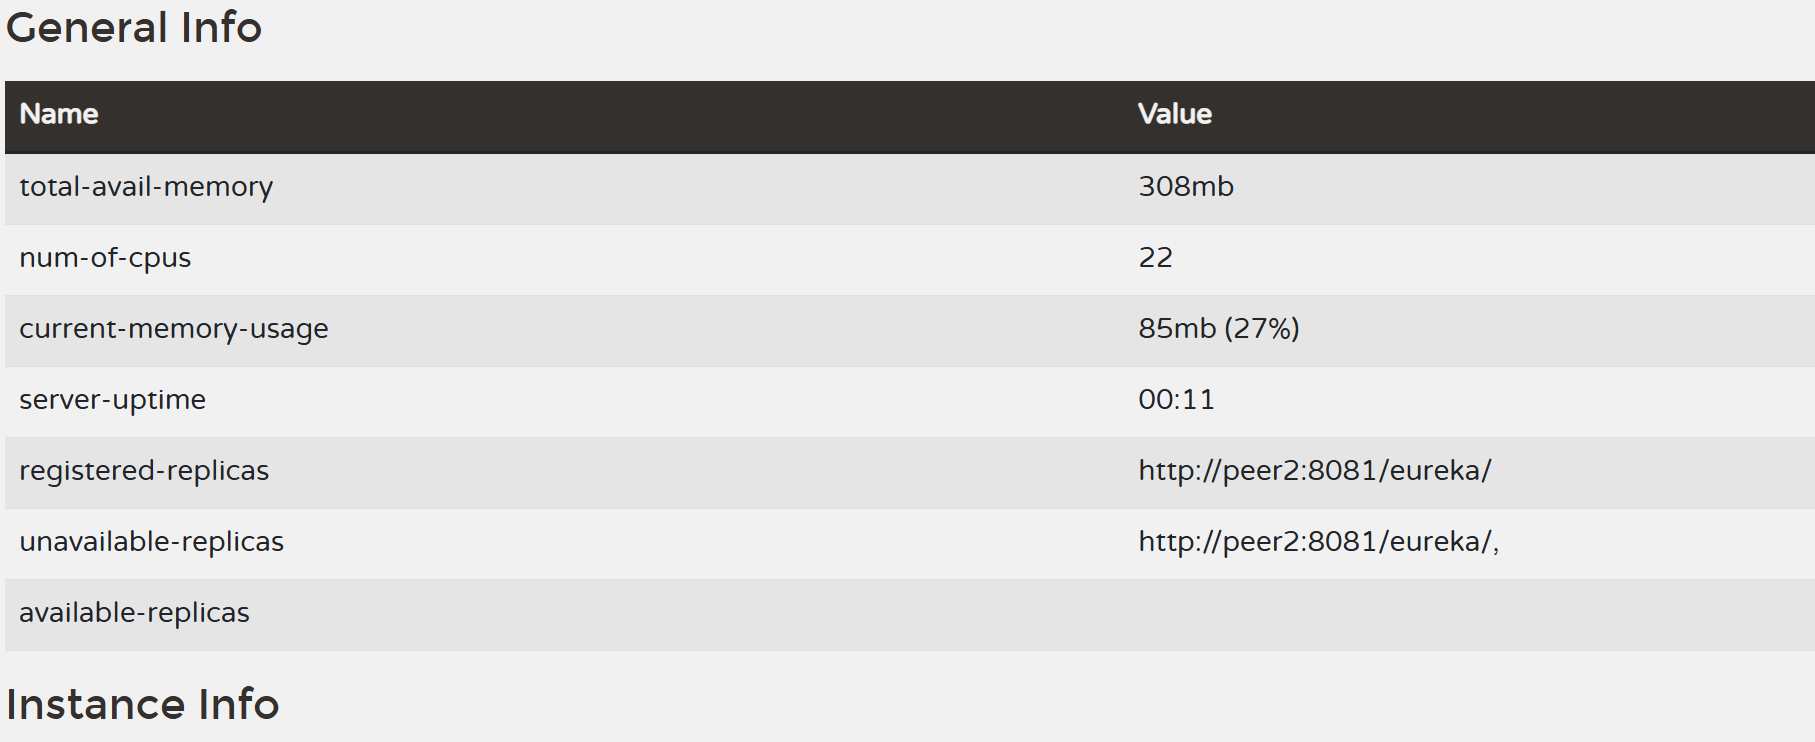 General Info
Name Value
total-avail-memory 308mb
num-of-cpus 22
current-memory-usage 85mb (27%)
server-uptime 00:11
registered-replicas http://peer2:8081/eureka/
unavailable-replicas http://peer2:8081/eureka/,
available-replicas
Instance Info